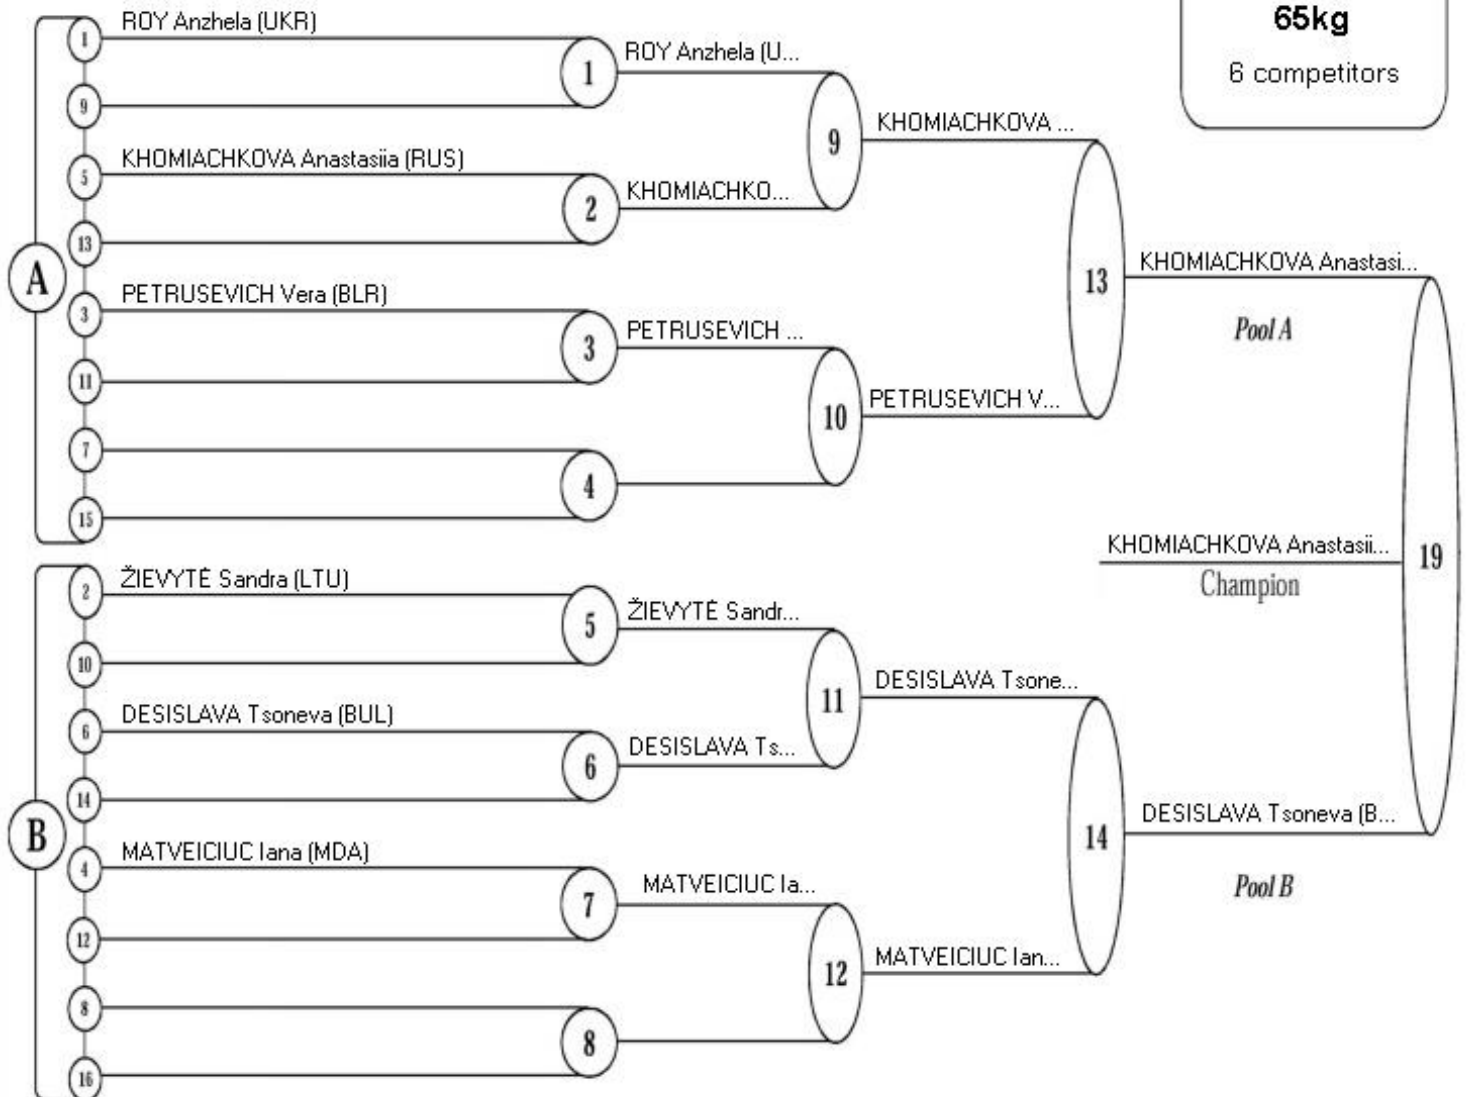 65kg
6 competitors
A
1
ROY Anzhela (UKR)
9
5
KHOMIACHKOVA Anastasiia (RUS)
13
3
PETRUSEVICH Vera (BLR)
11
7
15
1
2
3
4
ROY Anzhela (U...
KHOMIACHKO...
PETRUSEVICH ...
9
10
KHOMIACHKOVA ...
PETRUSEVICH V...
13
KHOMIACHKOVA Anastasi...
Pool A
B
2
ŽIEVYTĖ Sandra (LTU)
10
6
DESISLAVA Tsoneva (BUL)
14
4
MATVEICIUC Iana (MDA)
12
8
16
5
6
7
8
ŽIEVYTĖ Sandr...
DESISLAVA Ts...
MATVEICIUC Ia...
11
12
DESISLAVA Tsone...
MATVEICIUC Ian...
14
DESISLAVA Tsoneva (B...
Pool B
19
KHOMIACHKOVA Anastasii...
Champion